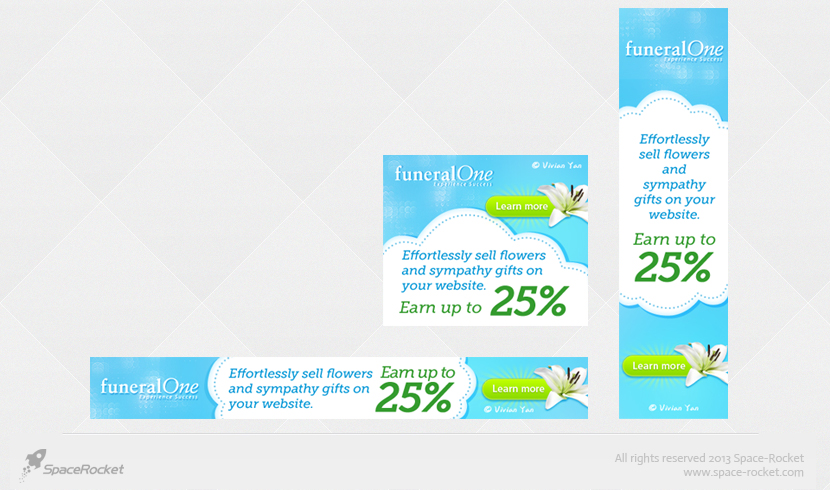 funeralOne
Experience Success
Effortlessly
sell flowers
and
sympathy
gifts on your
website.
Earn up to
25%
Learn more
© Vivian Yan
© Vivian Yan
funeralOne
Experience Success
Learn more
Effortlessly sell flowers
and sympathy gifts on
your website.
Earn up to 25%
funeralOne
Experience Success
Effortlessly sell flowers
and sympathy gifts on
your website.
Earn up to
25%
Learn more
© Vivian Yan
SpaceRocket
All rights reserved 2013 Space-Rocket
www.space-rocket.com